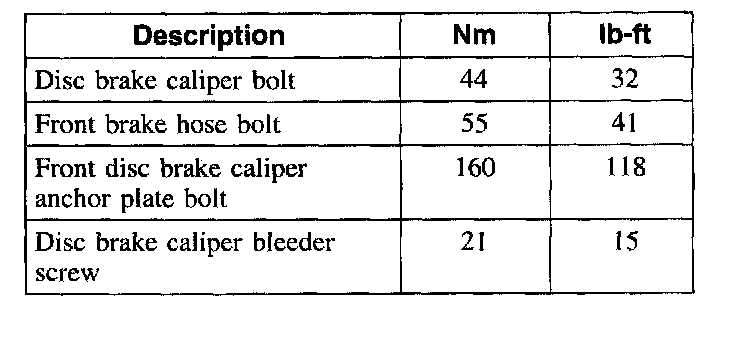 Description Nm lb-ft
Disc brake caliper bolt 44 32
Front brake hose bolt 55 41
Front disc brake caliper 160 118
anchor plate bolt
Disc brake caliper bleeder 21 15
screw